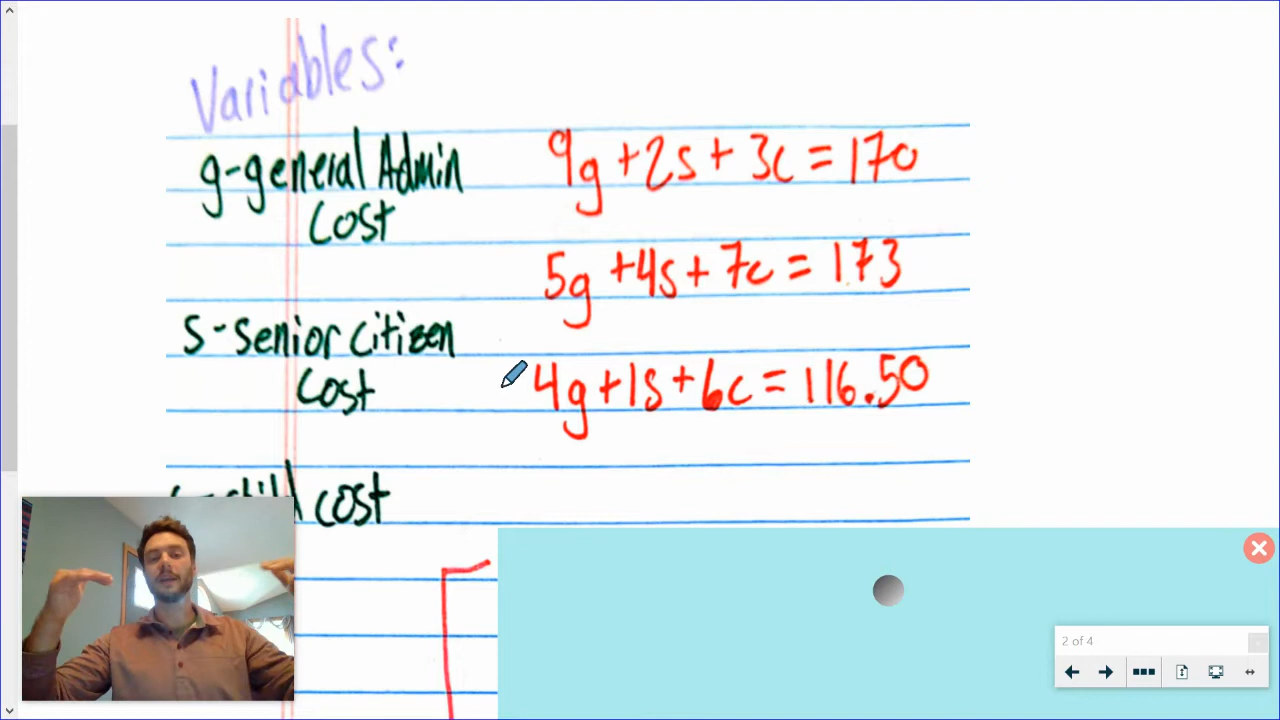 Variables:
g-general Admin
Cost
9g + 2s + 3c = 170
5g + 4s + 7c = 173
s-senior citizen
Cost
4g + 1s + 6c = 116.50
cost
2 of 4